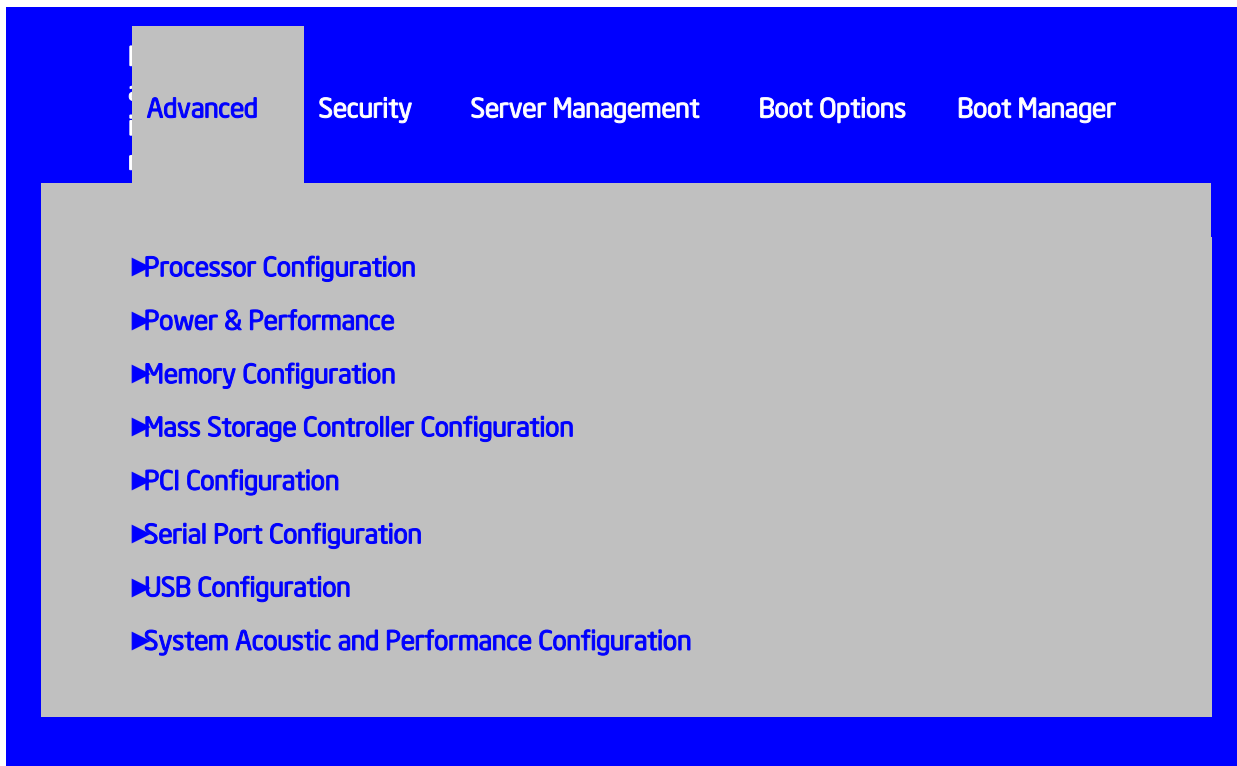 Advanced Security Server Management Boot Options Boot Manager
►Processor Configuration
►Power & Performance
►Memory Configuration
►Mass Storage Controller Configuration
►PCI Configuration
►Serial Port Configuration
►USB Configuration
►System Acoustic and Performance Configuration